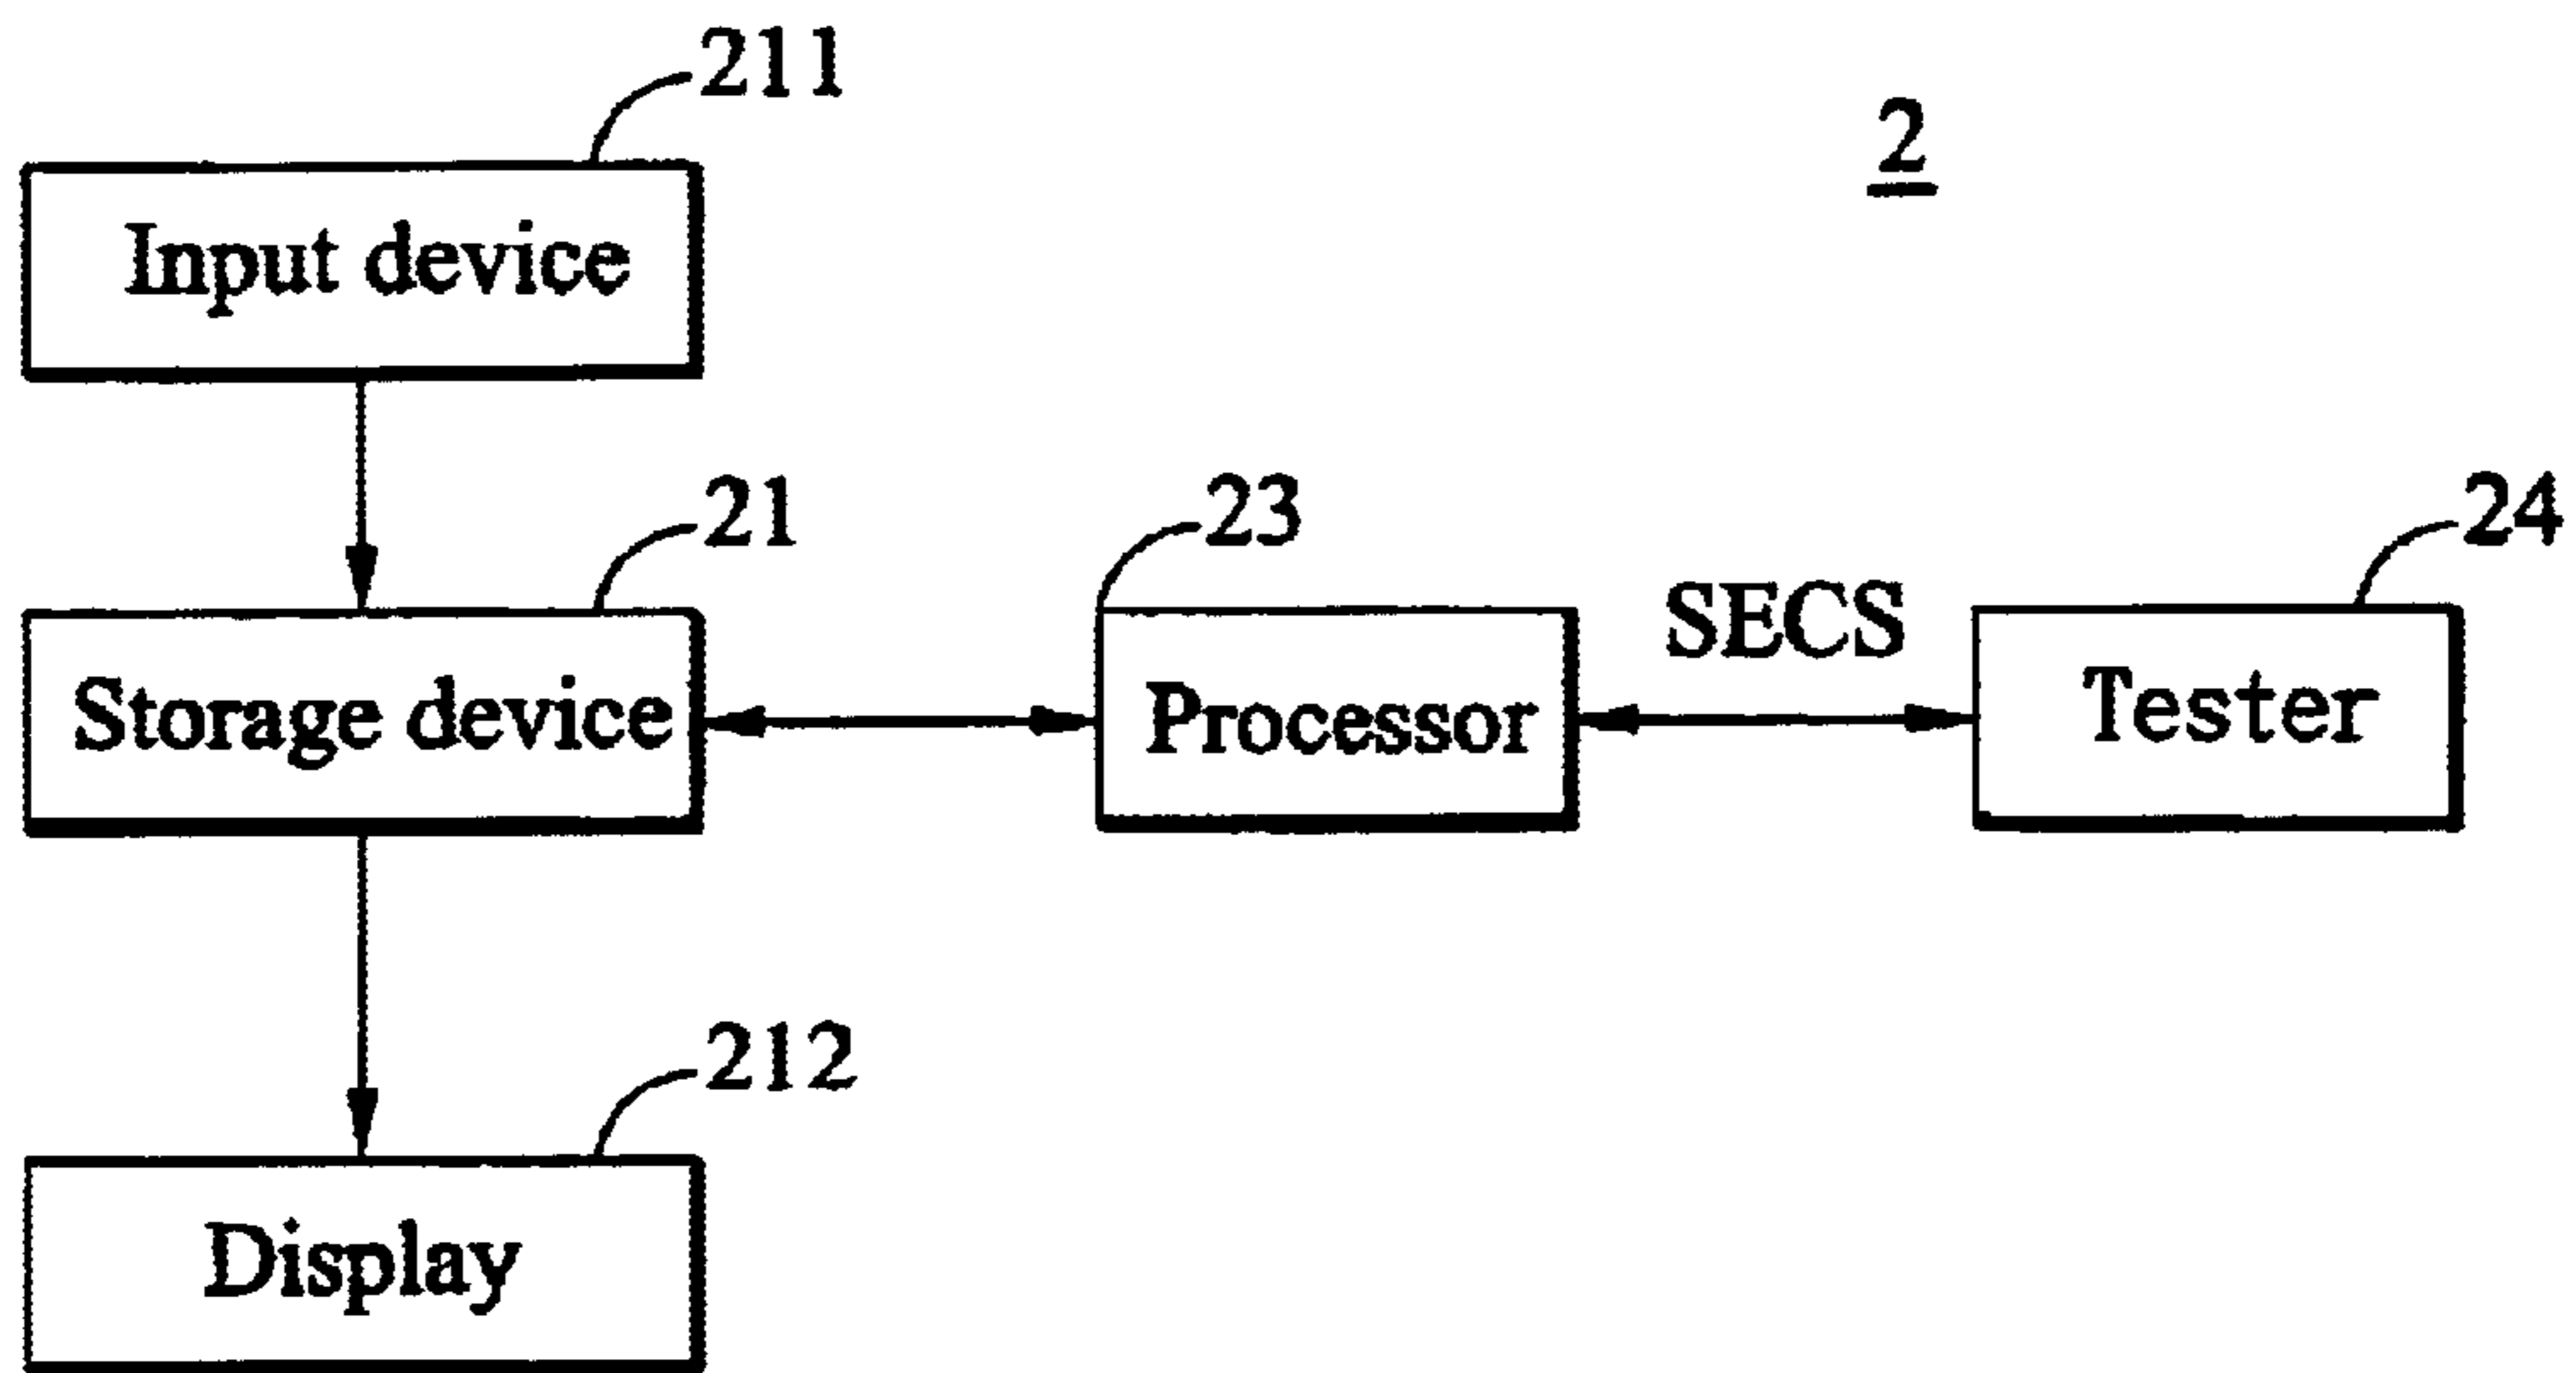 211
2
Input device
21
23
24
SECS
Storage device
Processor
Tester
212
Display